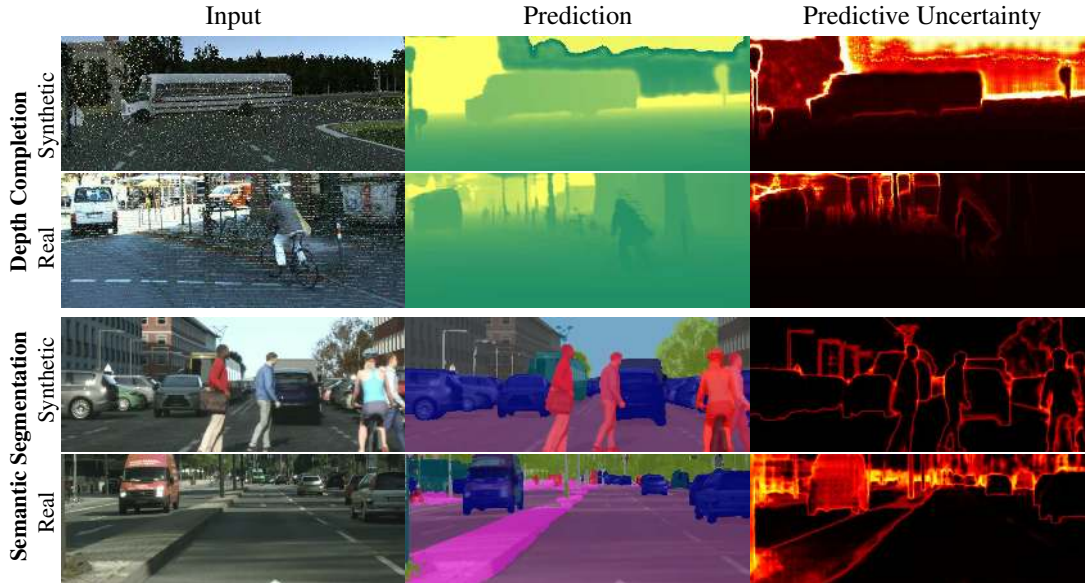 Input
Prediction
Predictive Uncertainty
Depth Completion
Synthetic
Real
Semantic Segmentation
Synthetic
Real